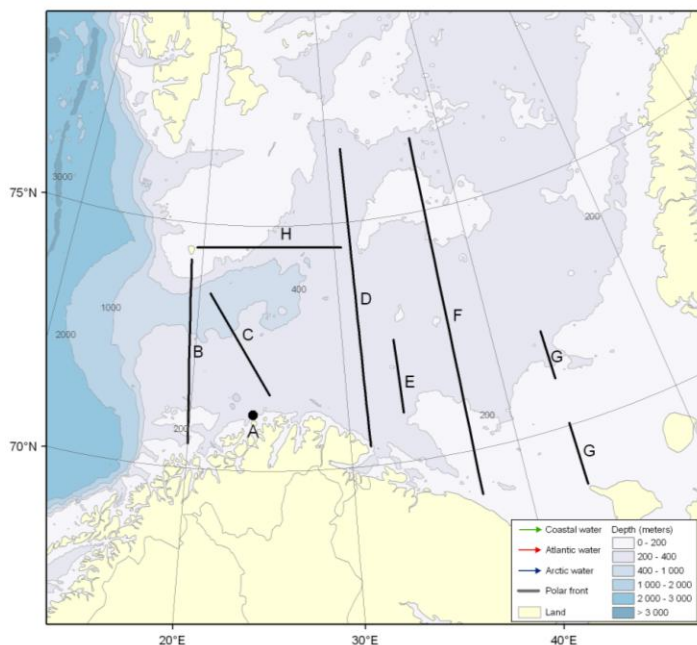 75°N
3000
200
H
400
1000
D
2000
F
B
C
G
E
200
A
200
G
70°N
Coastal water
Atlantic water
Arctic water
Polar front
Land
Depth (meters)
0 - 200
200 - 400
400 - 1 000
1 000 - 2 000
2 000 - 3 000
> 3 000
20°E
30°E
40°E